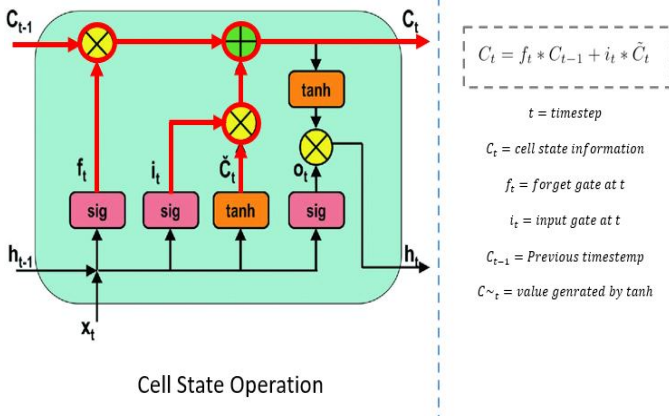 C_{t-1}
C_t
tanh
f_t
i_t
Č_t
o_t
sig
sig
tanh
sig
h_{t-1}
h_t
x_t
Cell State Operation
C_t = f_t * C_{t-1} + i_t * C̃_t
t = timestep
C_t = cell state information
f_t = forget gate at t
i_t = input gate at t
C_{t-1} = Previous timestemp
C~_t = value genrated by tanh